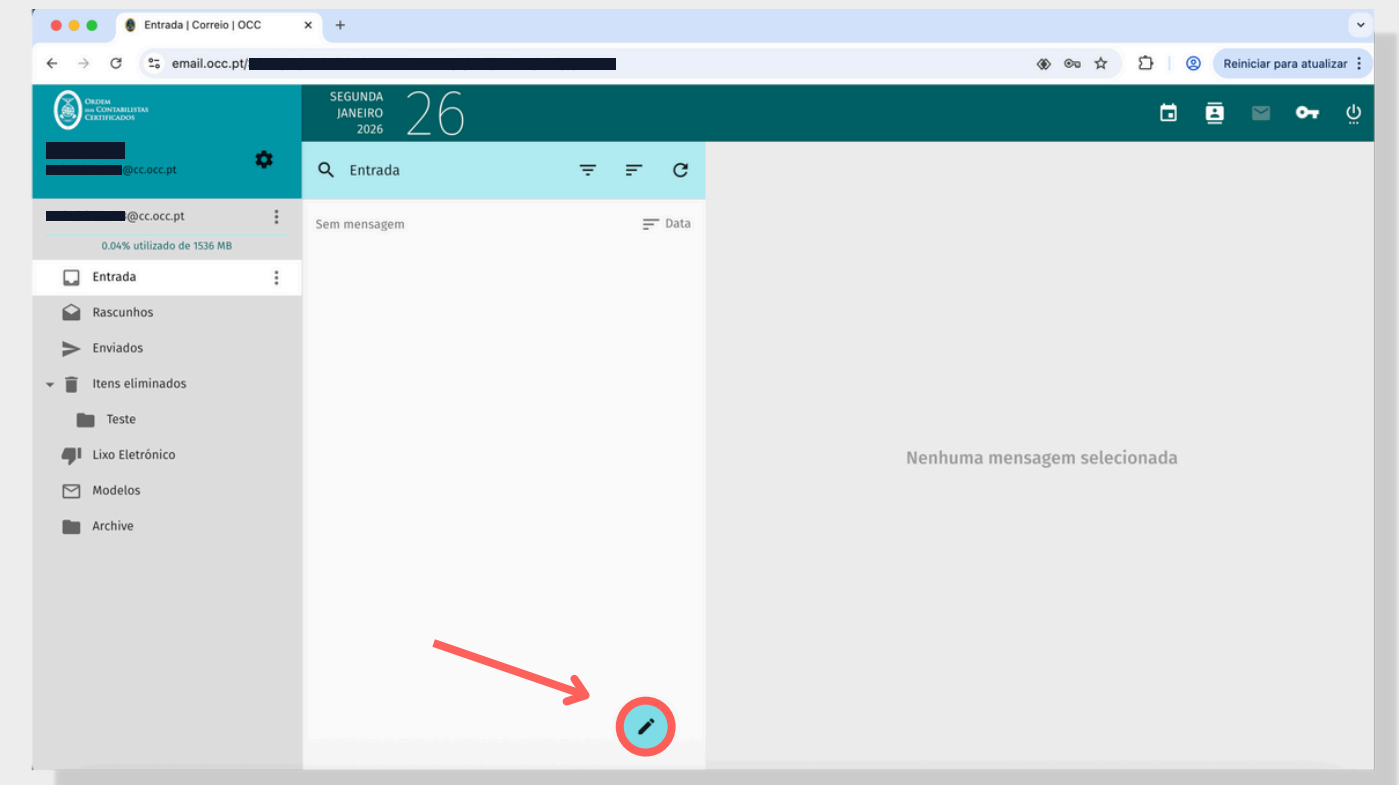 Entrada | Correio | OCC
email.occ.pt/
Reiniciar para atualizar
ORDEM
DOS CONTABILISTAS
CERTIFICADOS
SEGUNDA
JANEIRO
2026
26
@cc.occ.pt
@cc.occ.pt
0.04% utilizado de 1536 MB
Entrada
Rascunhos
Enviados
Itens eliminados
Teste
Lixo Eletrónico
Modelos
Archive
Entrada
Sem mensagem
Data
Nenhuma mensagem selecionada